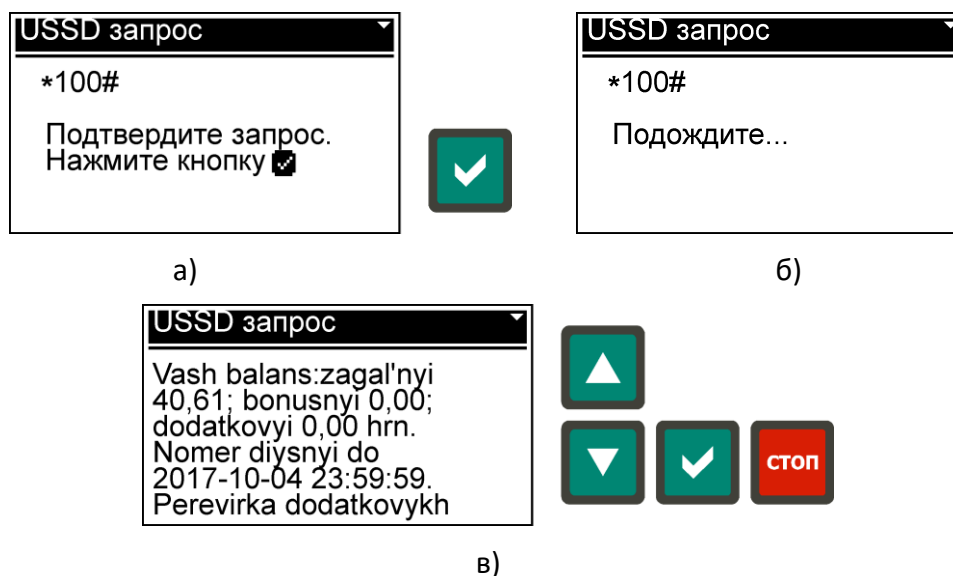 USSD запрос
*100#
Подтвердите запрос.
Нажмите кнопку
а)
USSD запрос
*100#
Подождите...
б)
USSD запрос
Vash balans:zagal'nyi
40,61; bonusnyi 0,00;
dodatkovyi 0,00 hrn.
Nomer diysnyi do
2017-10-04 23:59:59.
Perevirka dodatkovykh
стоп
в)